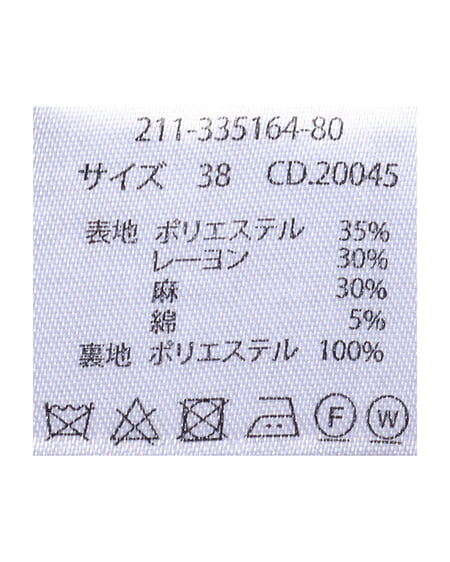 211-335164-80
サイズ 38 CD.20045
表地 ポリエステル 35%
レーヨン 30%
麻 30%
綿 5%
裏地 ポリエステル 100%
F W